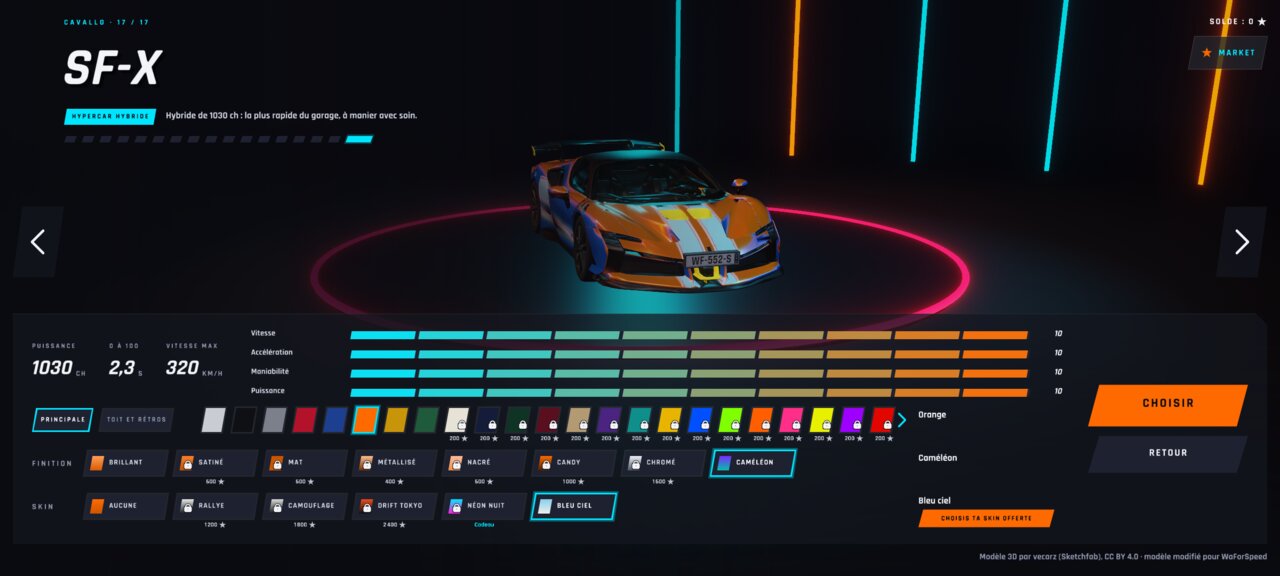 CAVALLO · 17 / 17
SOLDE : 0 ★
SF-X
★ MARKET
HYPERCAR HYBRIDE
Hybride de 1030 ch : la plus rapide du garage, à manier avec soin.
WF-552-S
PUISSANCE
0 À 100
VITESSE MAX
1030 CH
2,3 S
320 KM/H
Vitesse
10
Accélération
10
Maniabilité
10
Puissance
10
PRINCIPALE
TOIT ET RÉTROS
200 ★ 200 ★ 200 ★ 200 ★ 200 ★ 200 ★ 200 ★ 200 ★ 200 ★ 200 ★ 200 ★ 200 ★ 200 ★ 200 ★ 200 ★
Orange
CHOISIR
FINITION
BRILLANT
SATINÉ
MAT
MÉTALLISÉ
NACRÉ
CANDY
CHROMÉ
CAMÉLÉON
600 ★
600 ★
400 ★
600 ★
1000 ★
1600 ★
Caméléon
RETOUR
SKIN
AUCUNE
RALLYE
CAMOUFLAGE
DRIFT TOKYO
NÉON NUIT
BLEU CIEL
1200 ★
1800 ★
2400 ★
Cadeau
Bleu ciel
CHOISIS TA SKIN OFFERTE
Modèle 3D par vecarz (Sketchfab). CC BY 4.0 · modèle modifié pour WoForSpeed